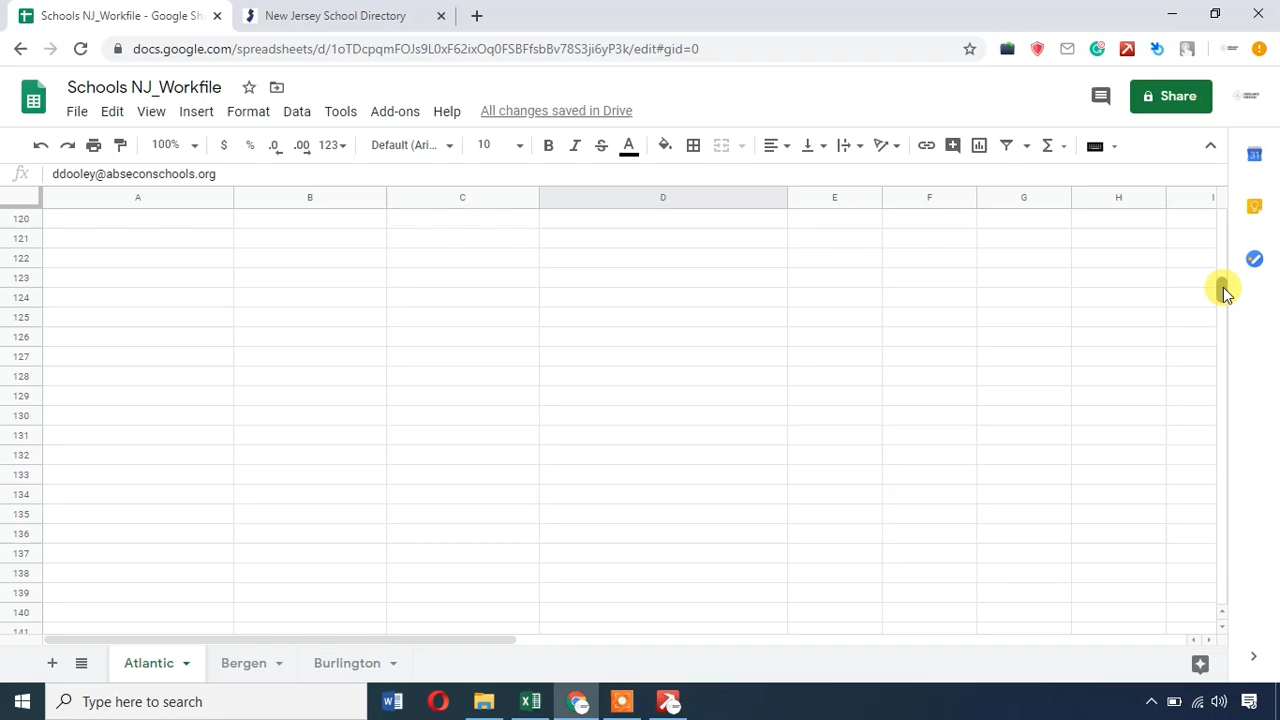 Schools NJ_Workfile - Google Sh
New Jersey School Directory
docs.google.com/spreadsheets/d/1oTDcpqmFOJs9L0xF62ixOq0FSBFfsbBv78S3ji6yP3k/edit#gid=0
Schools NJ_Workfile
File Edit View Insert Format Data Tools Add-ons Help All changes saved in Drive
Share
100% $ % .0 .00 123 Default (Ari... 10 B I S A
31
fx ddooley@abseconschools.org
A B C D E F G H I
120
121
122
123
124
125
126
127
128
129
130
131
132
133
134
135
136
137
138
139
140
141
Atlantic Bergen Burlington
Type here to search